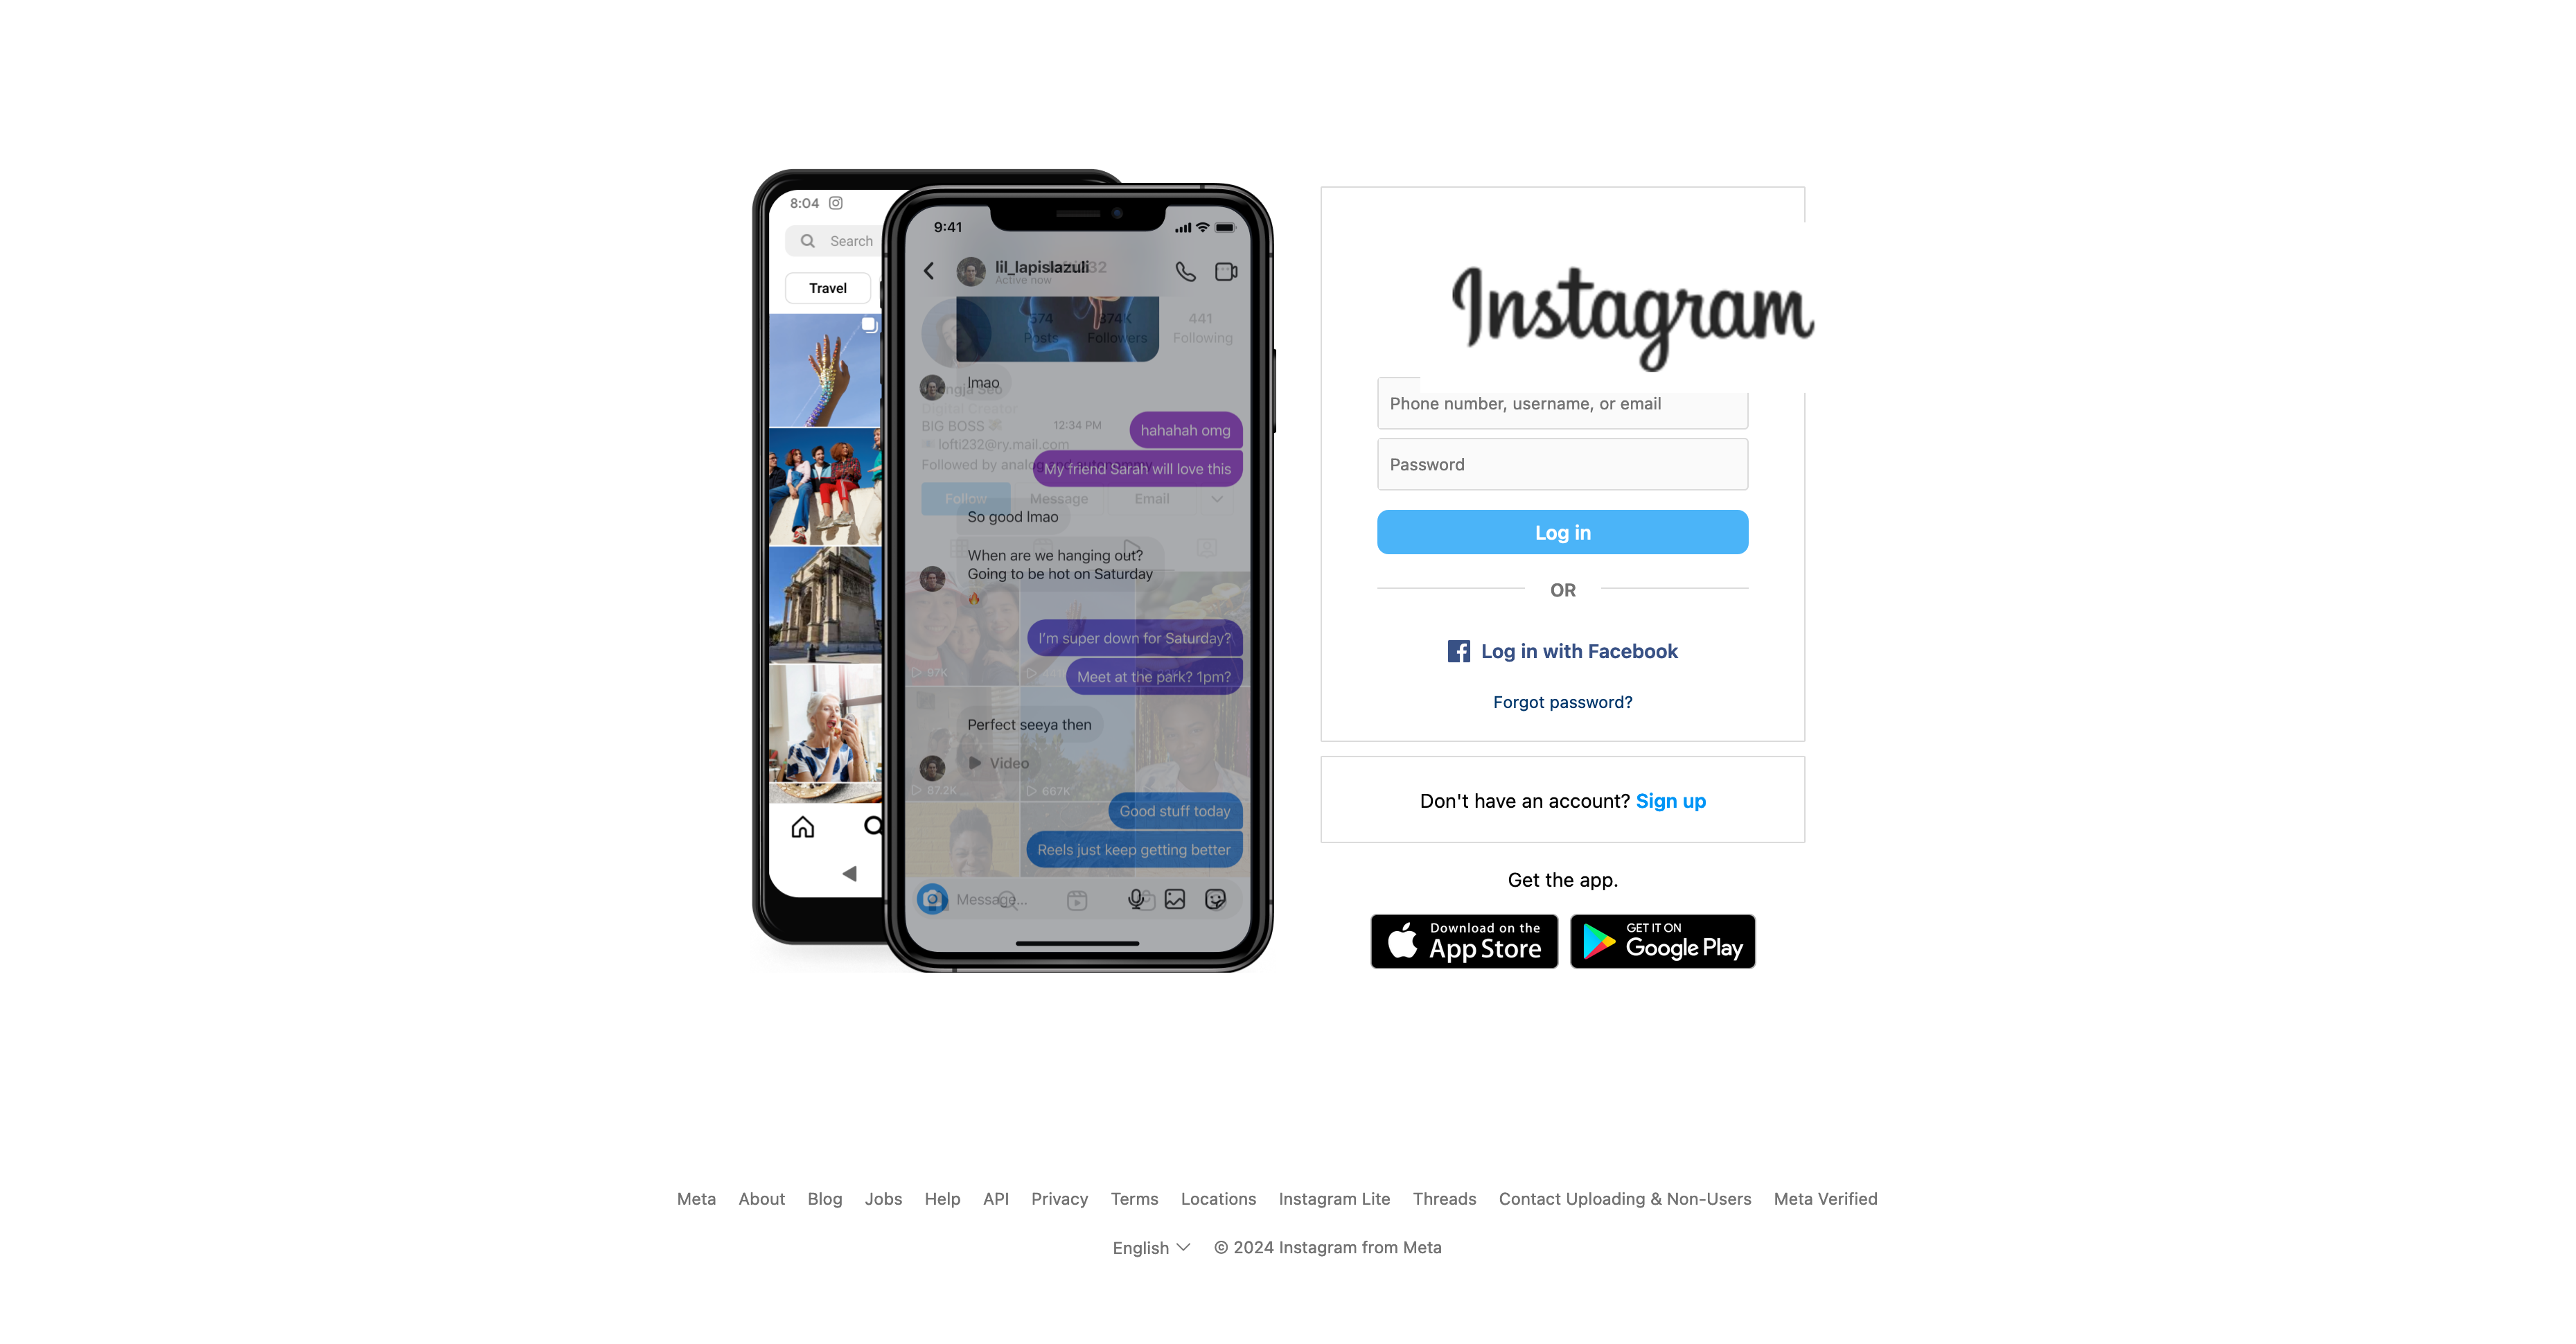 8:04
Search
Travel
9:41
lil_lapislazuli
Active now
574
374K
441
Posts
Followers
Following
lmao
Jeongja Seo
Digital Creator
BIG BOSS
12:34 PM
hahahah omg
lofti232@ry.mail.com
Followed by
My friend Sarah will love this
Follow
Message
Email
So good lmao
When are we hanging out?
Going to be hot on Saturday
I'm super down for Saturday?
97K
Meet at the park? 1pm?
Perfect seeya then
Video
87.2K
667K
Good stuff today
Reels just keep getting better
Message...
Instagram
Phone number, username, or email
Password
Log in
OR
Log in with Facebook
Forgot password?
Don't have an account? Sign up
Get the app.
Download on the
App Store
GET IT ON
Google Play
Meta About Blog Jobs Help API Privacy Terms Locations Instagram Lite Threads Contact Uploading & Non-Users Meta Verified
English © 2024 Instagram from Meta